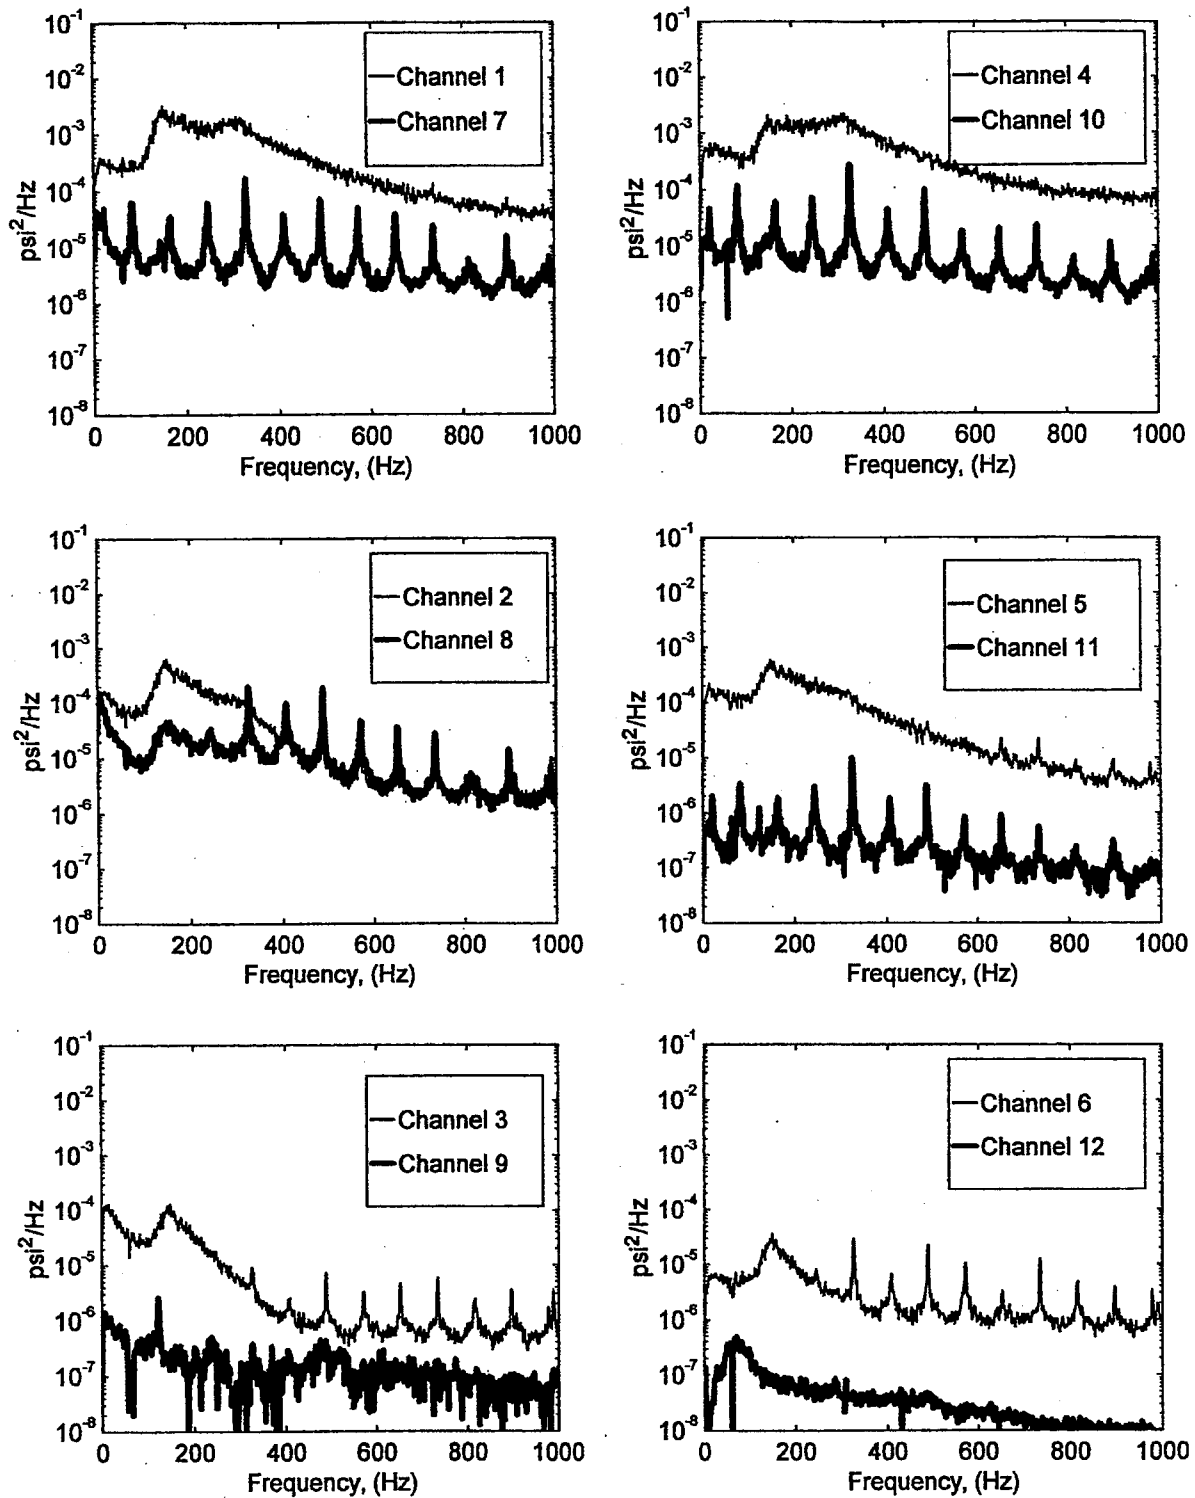 10-1
10-2
10-3
10-4
10-5
10-6
10-7
10-8
psi2/Hz
Channel 1
Channel 7
0 200 400 600 800 1000
Frequency, (Hz)
10-1
10-2
10-3
10-4
10-5
10-6
10-7
10-8
psi2/Hz
Channel 4
Channel 10
0 200 400 600 800 1000
Frequency, (Hz)
10-1
10-2
10-3
10-4
10-5
10-6
10-7
10-8
psi2/Hz
Channel 2
Channel 8
0 200 400 600 800 1000
Frequency, (Hz)
10-1
10-2
10-3
10-4
10-5
10-6
10-7
10-8
psi2/Hz
Channel 5
Channel 11
0 200 400 600 800 1000
Frequency, (Hz)
10-1
10-2
10-3
10-4
10-5
10-6
10-7
10-8
psi2/Hz
Channel 3
Channel 9
0 200 400 600 800 1000
Frequency, (Hz)
10-1
10-2
10-3
10-4
10-5
10-6
10-7
10-8
psi2/Hz
Channel 6
Channel 12
0 200 400 600 800 1000
Frequency, (Hz)